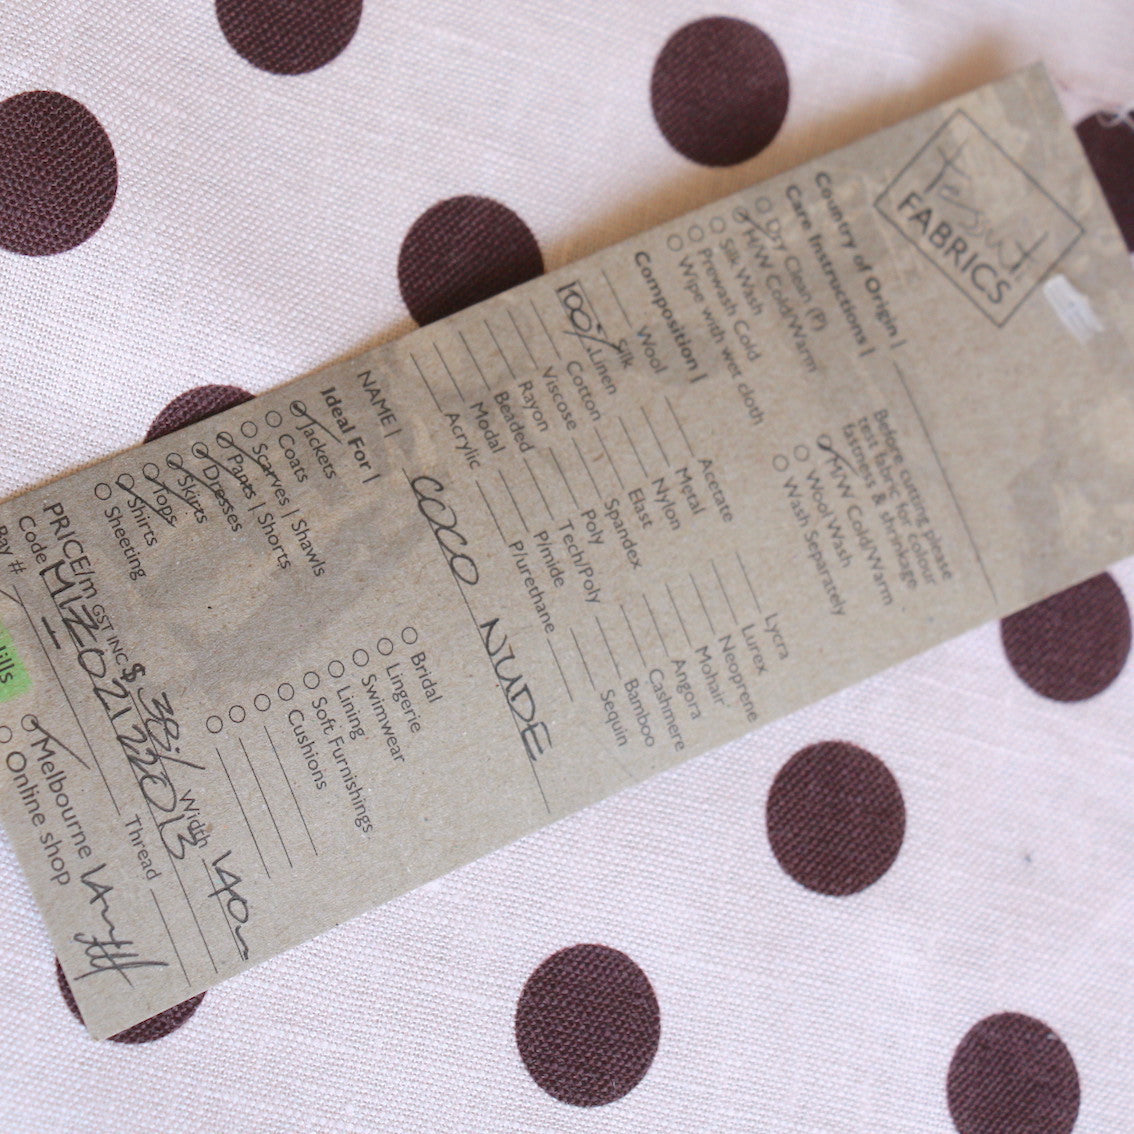 Tessuti
FABRICS
Country of Origin |
Care Instructions |
Dry Clean (P)
H/W Cold/Warm
Silk Wash
Prewash Cold
Wipe with wet cloth
Before cutting please
test fabric for colour
fastness & shrinkage
M/W Cold/Warm
Wool Wash
Wash Separately
Composition |
Wool
Silk
100% Linen
Cotton
Viscose
Rayon
Beaded
Modal
Acrylic
Acetate
Metal
Nylon
Elast
Spandex
Poly
Tech/Poly
P/mide
P/urethane
Lycra
Lurex
Neoprene
Mohair
Angora
Cashmere
Bamboo
Sequin
NAME | COCO NUDE
Ideal For |
Jackets
Coats
Scarves | Shawls
Pants | Shorts
Dresses
Skirts
Tops
Shirts
Sheeting
Bridal
Lingerie
Swimwear
Lining
Soft Furnishings
Cushions
PRICE/m GST INC $ Width 140
Code
Bay # Thread
Melbourne
Online shop